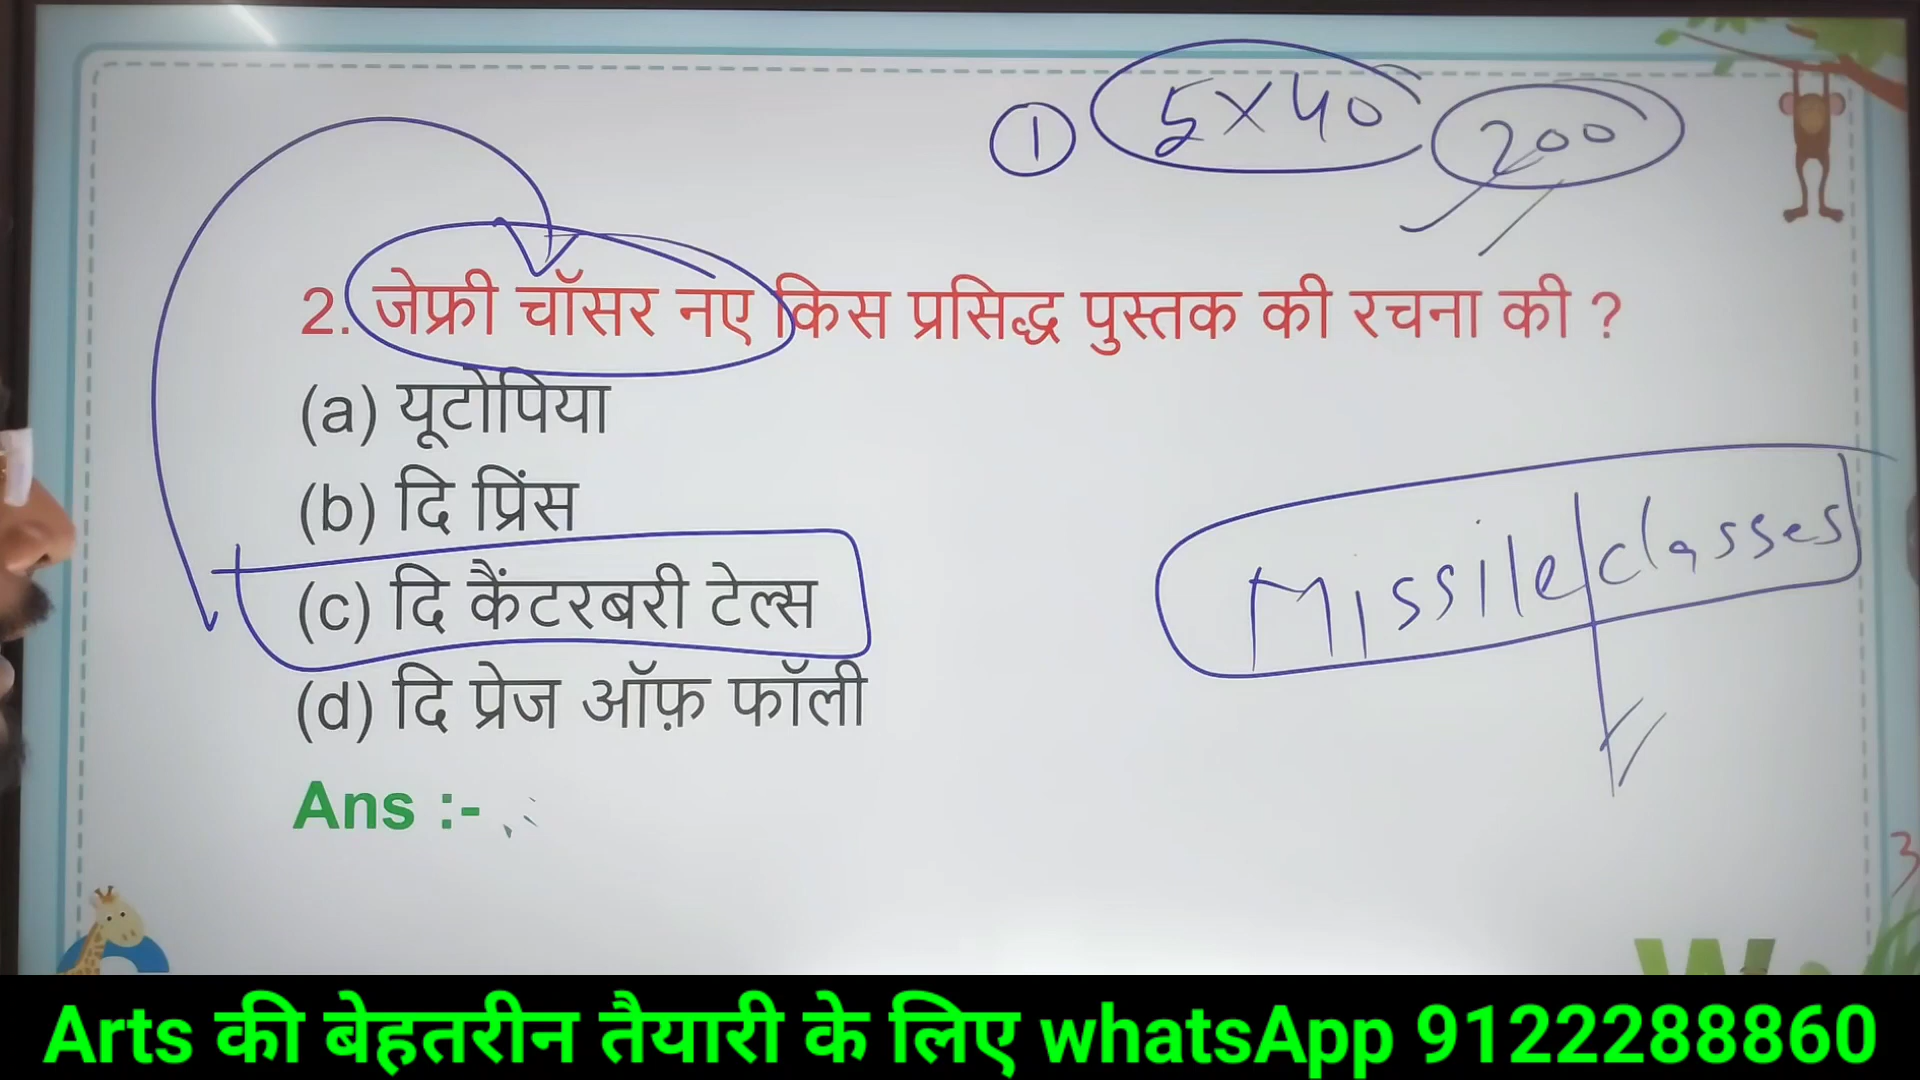 ① 5×40 200
2. जेफ्री चॉसर नए किस प्रसिद्ध पुस्तक की रचना की ?
(a) यूटोपिया
(b) दि प्रिंस
(c) दि कैंटरबरी टेल्स
(d) दि प्रेज ऑफ़ फॉली
Missile classes
Ans :-
3
W
Arts की बेहतरीन तैयारी के लिए whatsApp 9122288860